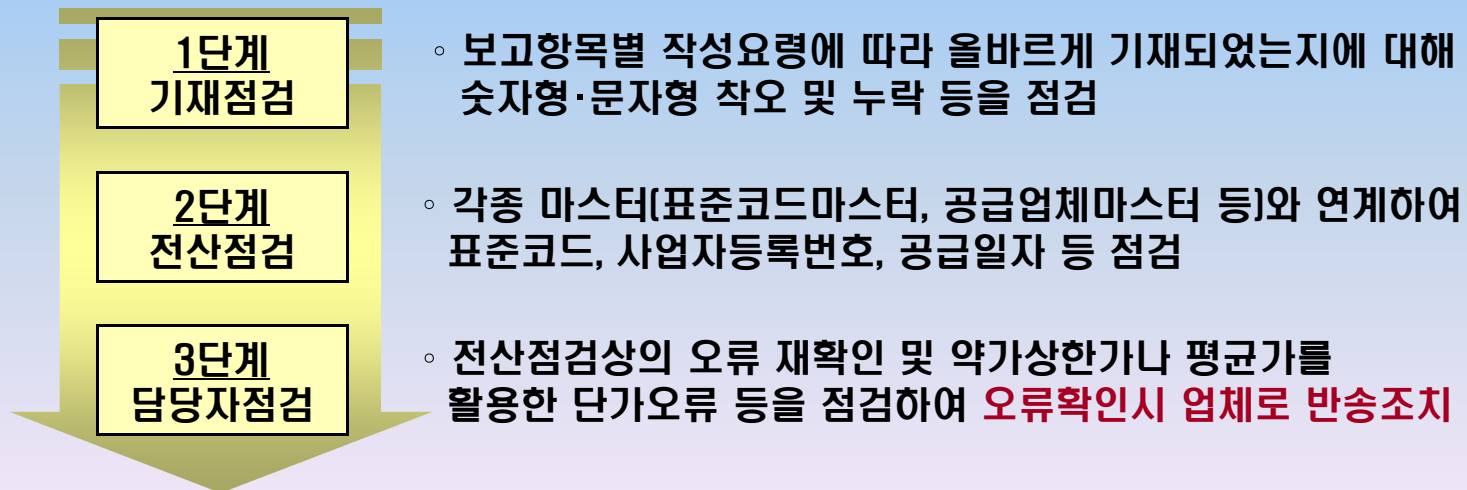 1단계
기재점검
◦ 보고항목별 작성요령에 따라 올바르게 기재되었는지에 대해
숫자형·문자형 착오 및 누락 등을 점검
2단계
전산점검
◦ 각종 마스터(표준코드마스터, 공급업체마스터 등)와 연계하여
표준코드, 사업자등록번호, 공급일자 등 점검
3단계
담당자점검
◦ 전산점검상의 오류 재확인 및 약가상한가나 평균가를
활용한 단가오류 등을 점검하여 오류확인시 업체로 반송조치